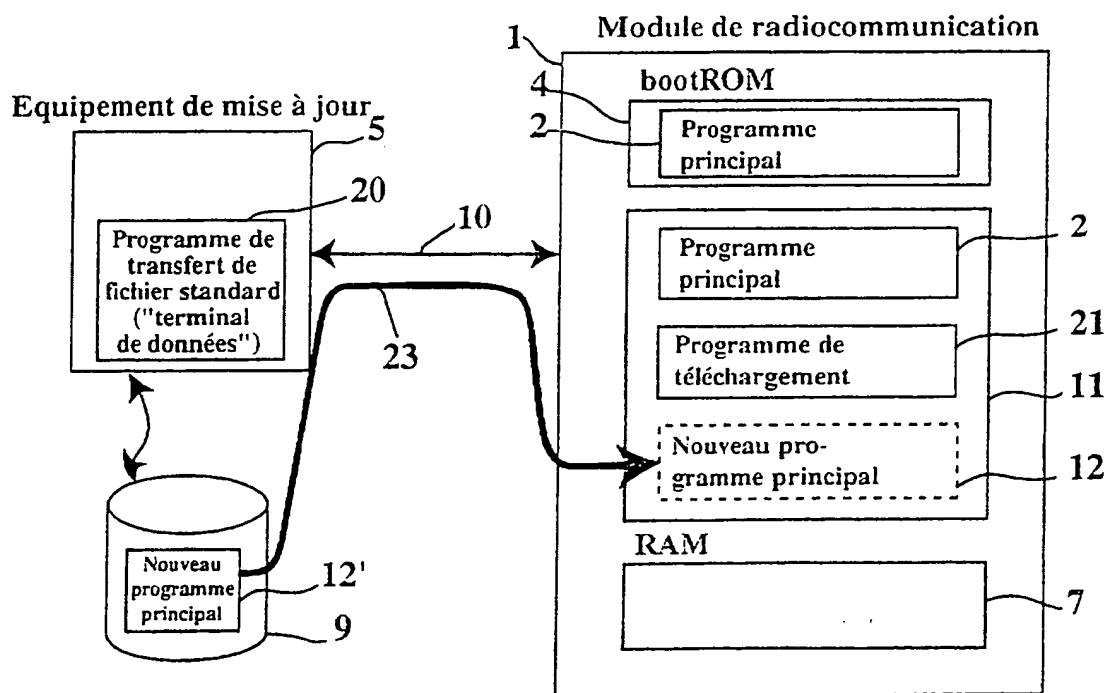 Module de radiocommunication
1
bootROM
4
2
Programme
principal
Equipement de mise à jour
5
20
Programme de
transfert de
fichier standard
("terminal
de données")
10
23
Programme
principal
2
Programme de
téléchargement
21
11
Nouveau pro-
gramme principal
12
RAM
7
Nouveau
programme
principal
12'
9